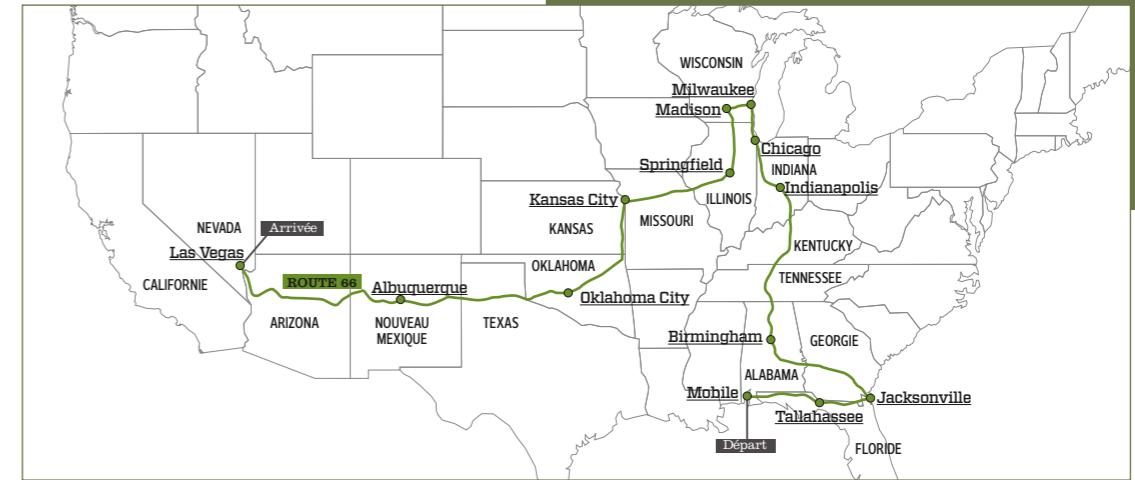 WISCONSIN
Milwaukee
Madison
Chicago
Springfield
INDIANA
Indianapolis
Kansas City
ILLINOIS
MISSOURI
NEVADA
Arrivée
KANSAS
KENTUCKY
Las Vegas
OKLAHOMA
TENNESSEE
CALIFORNIE
ROUTE 66
Albuquerque
Oklahoma City
ARIZONA
NOUVEAU
MEXIQUE
TEXAS
Birmingham
GEORGIE
ALABAMA
Mobile
Jacksonville
Tallahassee
Départ
FLORIDE